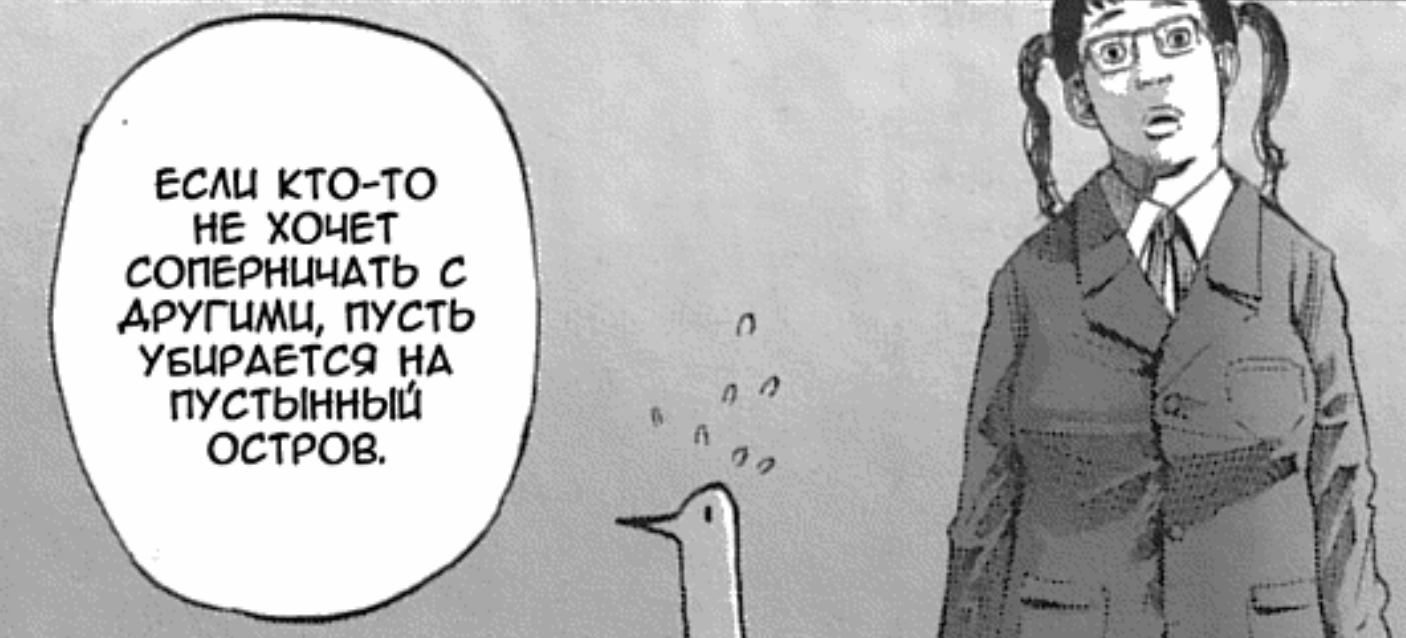 ЕСЛИ КТО-ТО
НЕ ХОЧЕТ
СОПЕРНИЧАТЬ С
ДРУГИМИ, ПУСТЬ
УБИРАЕТСЯ НА
ПУСТЫННЫЙ
ОСТРОВ.